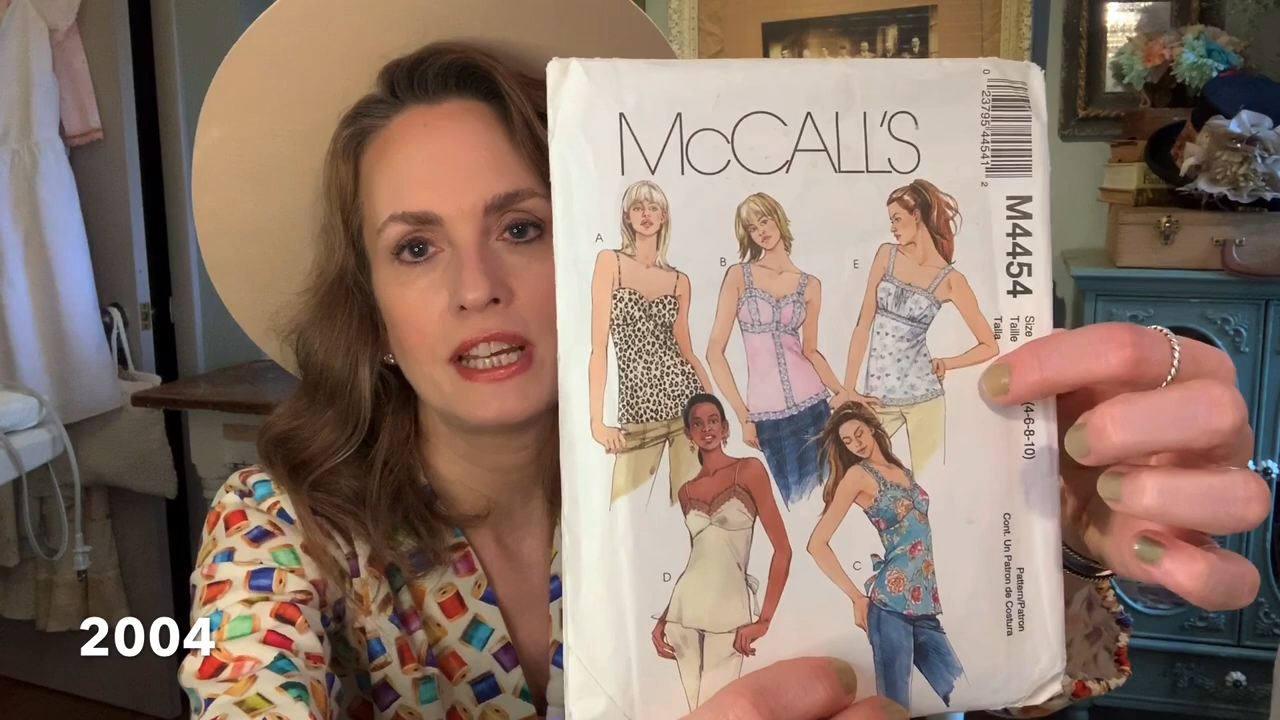 McCALL'S
0 23795 44541 2
M4454
Size
Taille
Talla
(4-6-8-10)
A
B
E
D
C
Pattern/Patron
Cont. Un Patron de Costura
2004